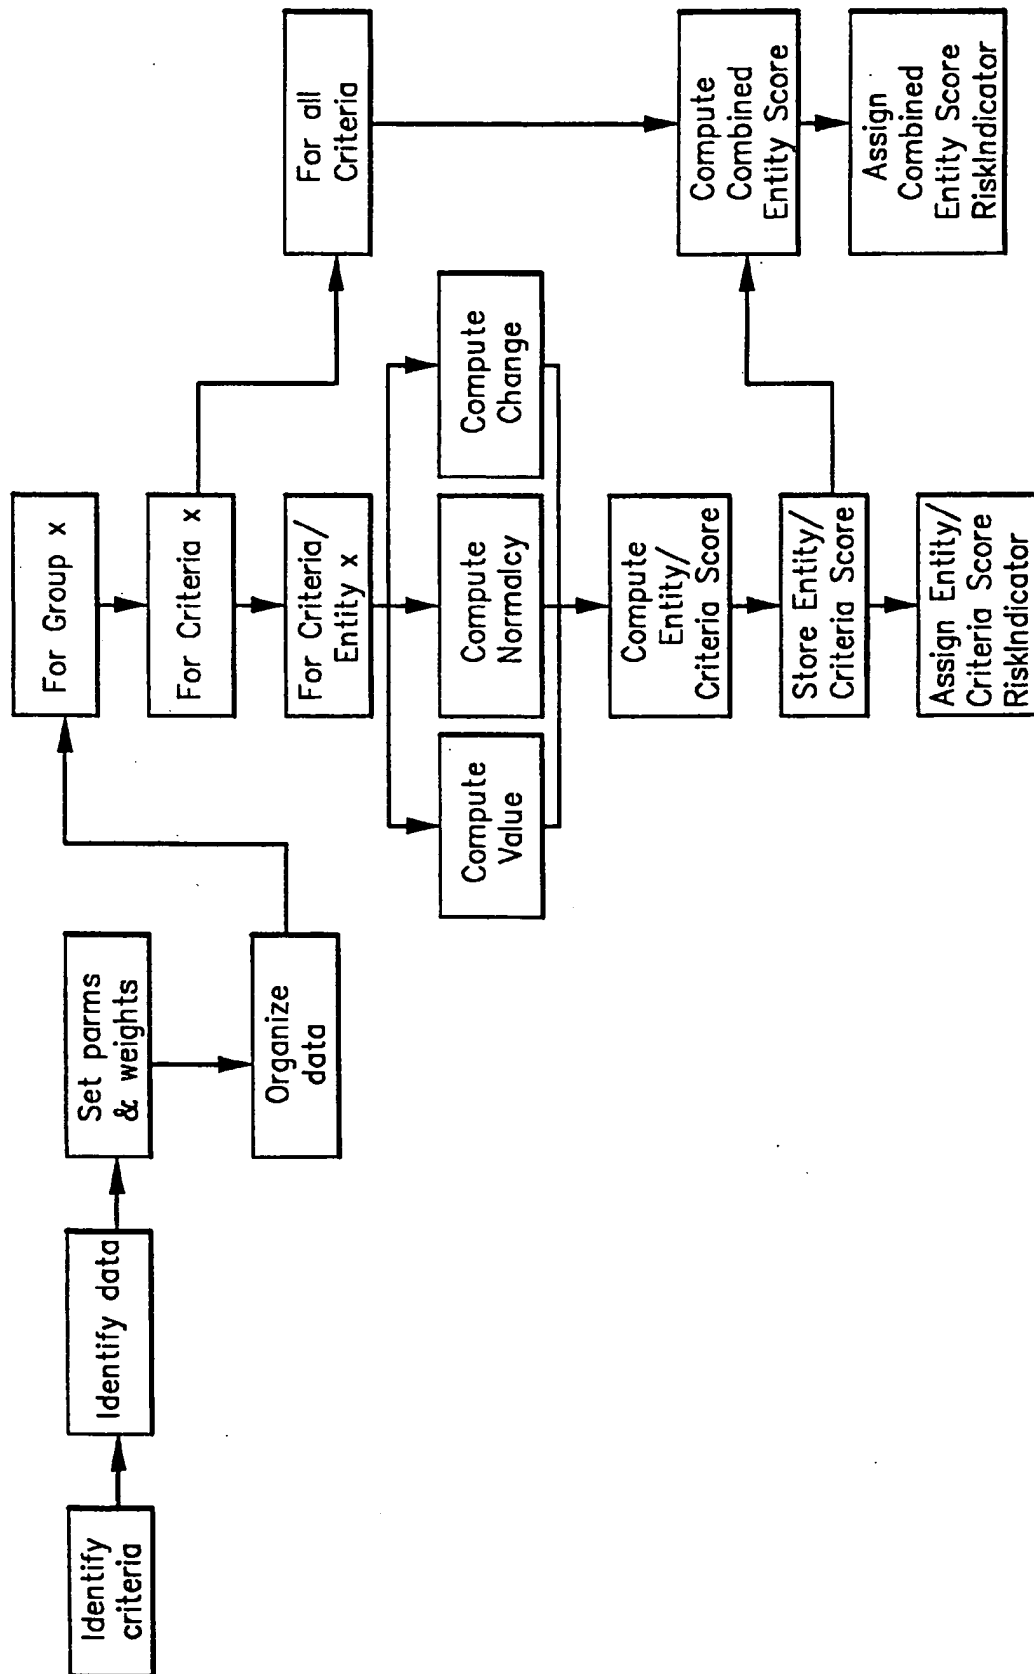 Identify
criteria
Identify data
Set parms
& weights
Organize
data
For Group x
For Criteria x
For Criteria/
Entity x
Compute
Value
Compute
Normalcy
Compute
Change
Compute
Entity/
Criteria Score
Store Entity/
Criteria Score
Assign Entity/
Criteria Score
RiskIndicator
For all
Criteria
Compute
Combined
Entity Score
Assign
Combined
Entity Score
RiskIndicator